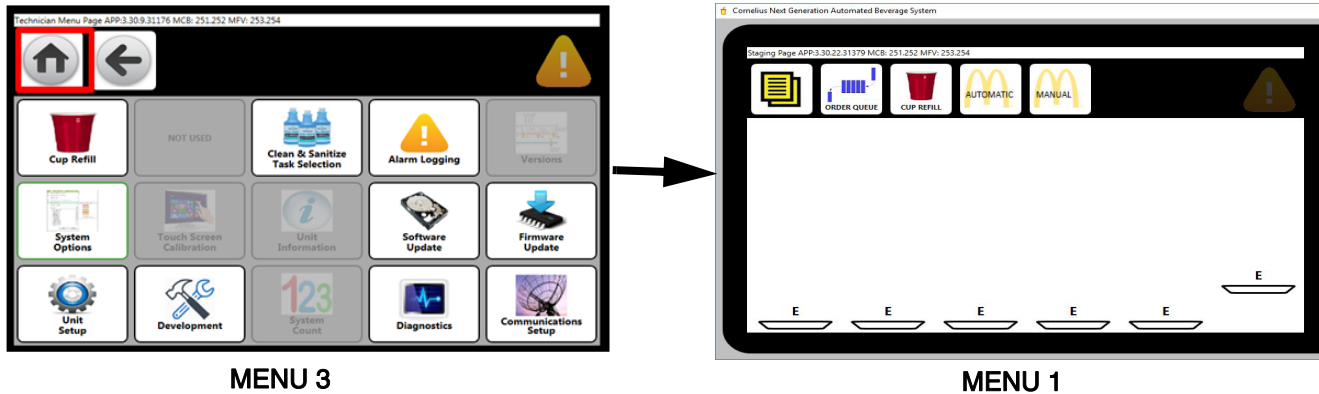 Technician Menu Page APP:3.30.9.31176 MCB: 251.252 MFV: 253.254
Cup Refill
NOT USED
Clean & Sanitize
Task Selection
Alarm Logging
Versions
System
Options
Touch Screen
Calibration
Unit
Information
Software
Update
Firmware
Update
Unit
Setup
Development
123
System
Count
Diagnostics
Communications
Setup
MENU 3
Cornelius Next Generation Automated Beverage System
Staging Page APP:3.30.22.31379 MCB: 251.252 MFV: 253.254
ORDER QUEUE
CUP REFILL
AUTOMATIC
MANUAL
E
E
E
E
E
E
MENU 1